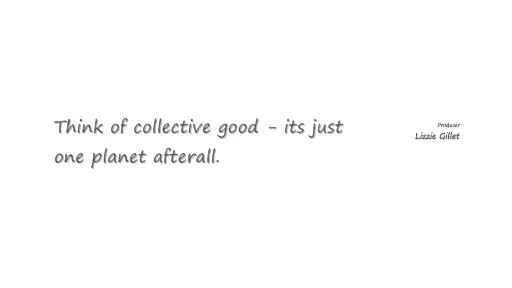 Think of collective good - its just
one planet afterall.
Producer
Lizzie Gillet